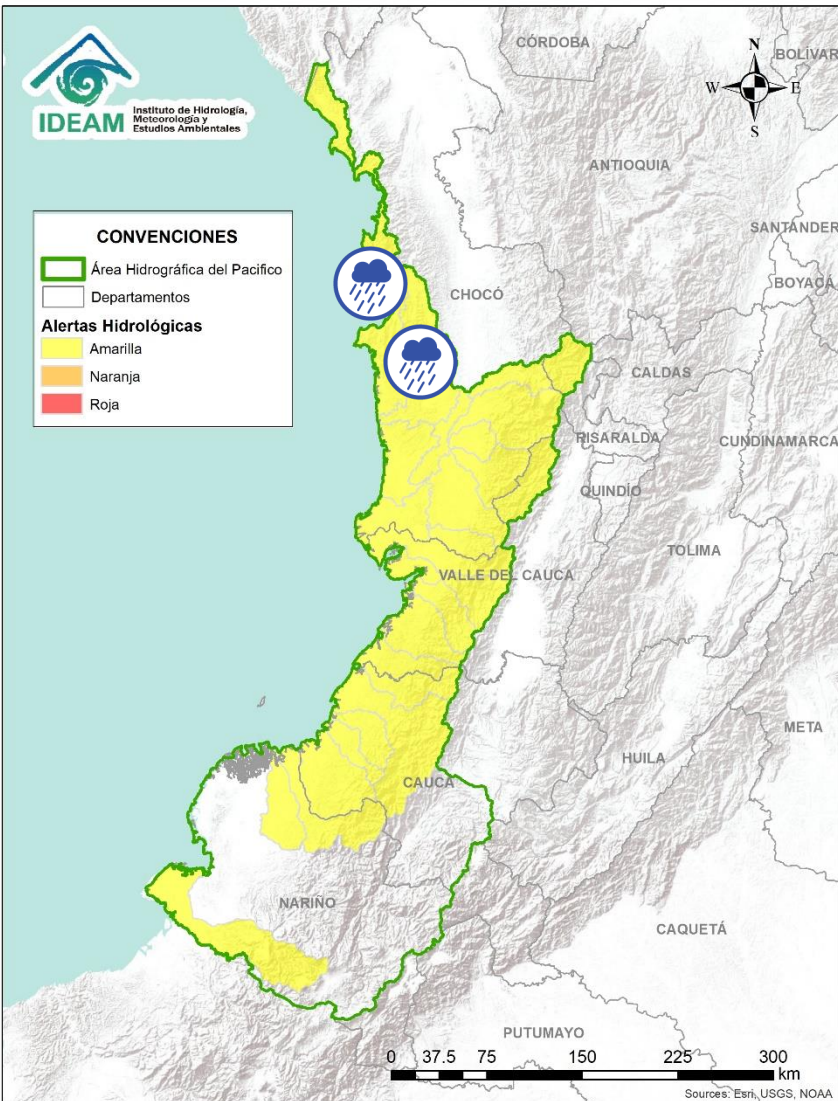 IDEAM
Instituto de Hidrología,
Meteorología y
Estudios Ambientales
CÓRDOBA
BOLÍVAR
N
W
E
S
ANTIOQUIA
SANTANDER
CONVENCIONES
Área Hidrográfica del Pacifico
Departamentos
Alertas Hidrológicas
Amarilla
Naranja
Roja
BOYACÁ
CHOCÓ
CALDAS
RISARALDA
CUNDINAMARCA
QUINDÍO
TOLIMA
VALLE DEL CAUCA
META
HUILA
CAUCA
NARIÑO
CAQUETÁ
PUTUMAYO
0 37.5 75 150 225 300
km
Sources: Esri, USGS, NOAA